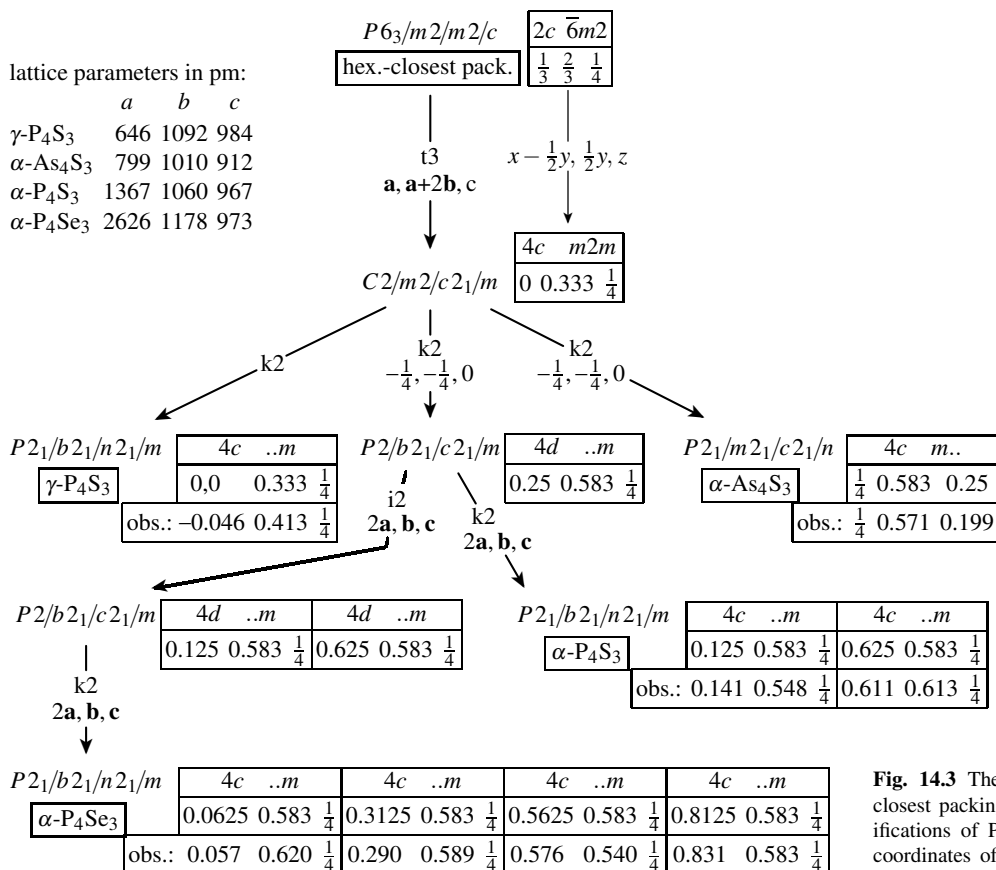 P6₃/m2/m2/c
2c 6̅m2
hex.-closest pack.
1/3 2/3 1/4
lattice parameters in pm:
a b c
γ-P₄S₃ 646 1092 984
α-As₄S₃ 799 1010 912
α-P₄S₃ 1367 1060 967
α-P₄Se₃ 2626 1178 973
t3
a, a+2b, c
x − ½y, ½y, z
4c m2m
C2/m2/c2₁/m
0 0.333 1/4
k2
k2
−1/4, −1/4, 0
k2
−1/4, −1/4, 0
P2₁/b2₁/n2₁/m
4c ..m
γ-P₄S₃
0,0 0.333 1/4
obs.: −0.046 0.413 1/4
P2/b2₁/c2₁/m
4d ..m
0.25 0.583 1/4
P2₁/m2₁/c2₁/n
4c m..
α-As₄S₃
1/4 0.583 0.25
obs.: 1/4 0.571 0.199
i2
2a, b, c
k2
2a, b, c
P2/b2₁/c2₁/m
4d ..m 4d ..m
0.125 0.583 1/4 0.625 0.583 1/4
P2₁/b2₁/n2₁/m
4c ..m 4c ..m
α-P₄S₃
0.125 0.583 1/4 0.625 0.583 1/4
obs.: 0.141 0.548 1/4 0.611 0.613 1/4
k2
2a, b, c
P2₁/b2₁/n2₁/m
4c ..m 4c ..m 4c ..m 4c ..m
α-P₄Se₃
0.0625 0.583 1/4 0.3125 0.583 1/4 0.5625 0.583 1/4 0.8125 0.583 1/4
obs.: 0.057 0.620 1/4 0.290 0.589 1/4 0.576 0.540 1/4 0.831 0.583 1/4
Fig. 14.3 The
closest packin
ifications of P
coordinates of